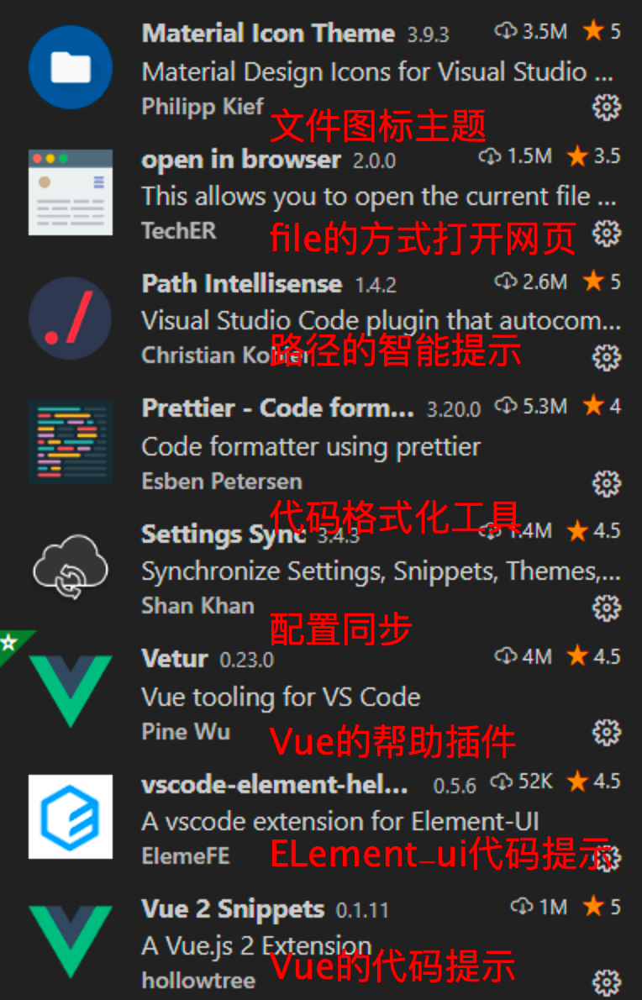 Material Icon Theme 3.9.3 3.5M 5
Material Design Icons for Visual Studio ...
Philipp Kief
文件图标主题
open in browser 2.0.0 1.5M 3.5
This allows you to open the current file ...
TechER
file的方式打开网页
Path Intellisense 1.4.2 2.6M 5
Visual Studio Code plugin that autocom...
Christian Kohler
路径的智能提示
Prettier - Code form... 3.20.0 5.3M 4
Code formatter using prettier
Esben Petersen
代码格式化工具
Settings Sync 3.4.3 1.4M 4.5
Synchronize Settings, Snippets, Themes,...
Shan Khan
配置同步
Vetur 0.23.0 4M 4.5
Vue tooling for VS Code
Pine Wu
Vue的帮助插件
vscode-element-hel... 0.5.6 52K 4.5
A vscode extension for Element-UI
ElemeFE
ELement_ui代码提示
Vue 2 Snippets 0.1.11 1M 5
A Vue.js 2 Extension
Vue的代码提示
hollowtree